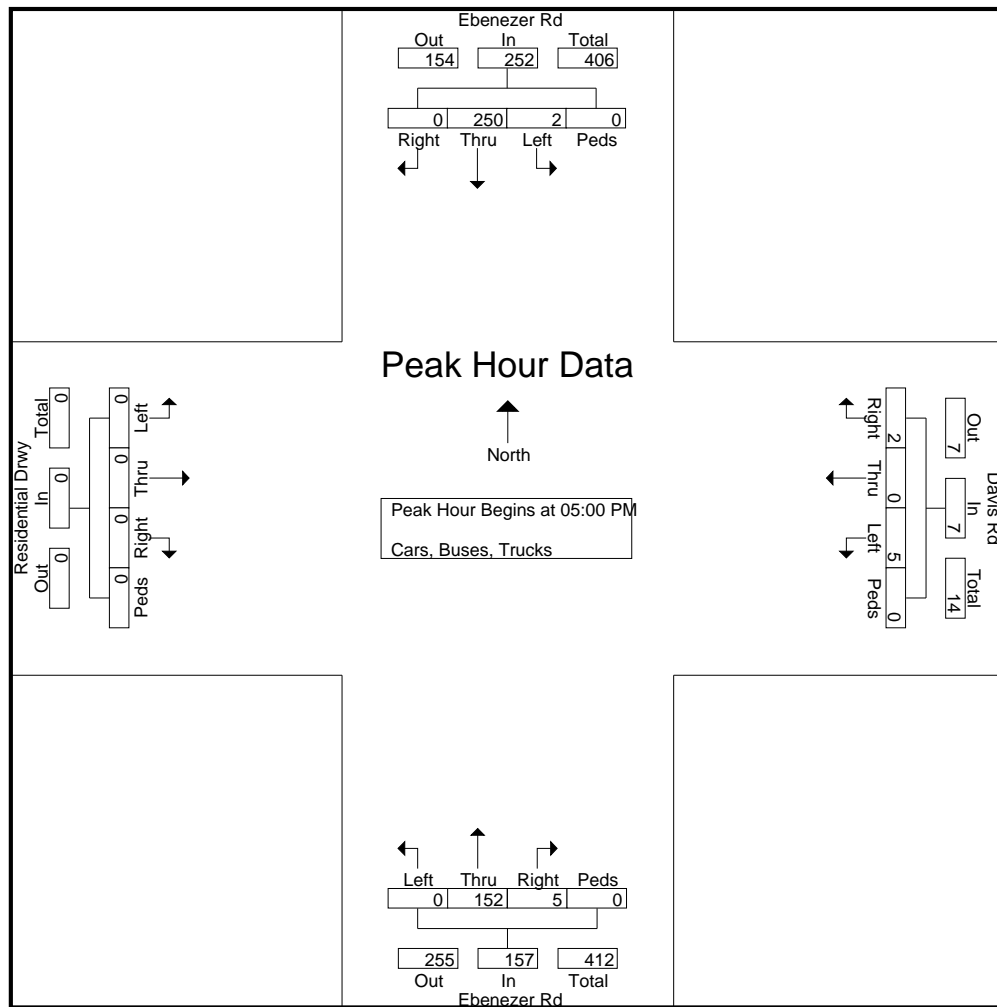 Ebenezer Rd
Out In Total
154 252 406
0 250 2 0
Right Thru Left Peds
Peak Hour Data
North
Peak Hour Begins at 05:00 PM
Cars, Buses, Trucks
Residential Drwy
Out In Total
0 0 0
0 0 0 0
Left Thru Right Peds
Davis Rd
Out In Total
7 7 14
2 0 5 0
Right Thru Left Peds
Left Thru Right Peds
0 152 5 0
255 157 412
Out In Total
Ebenezer Rd